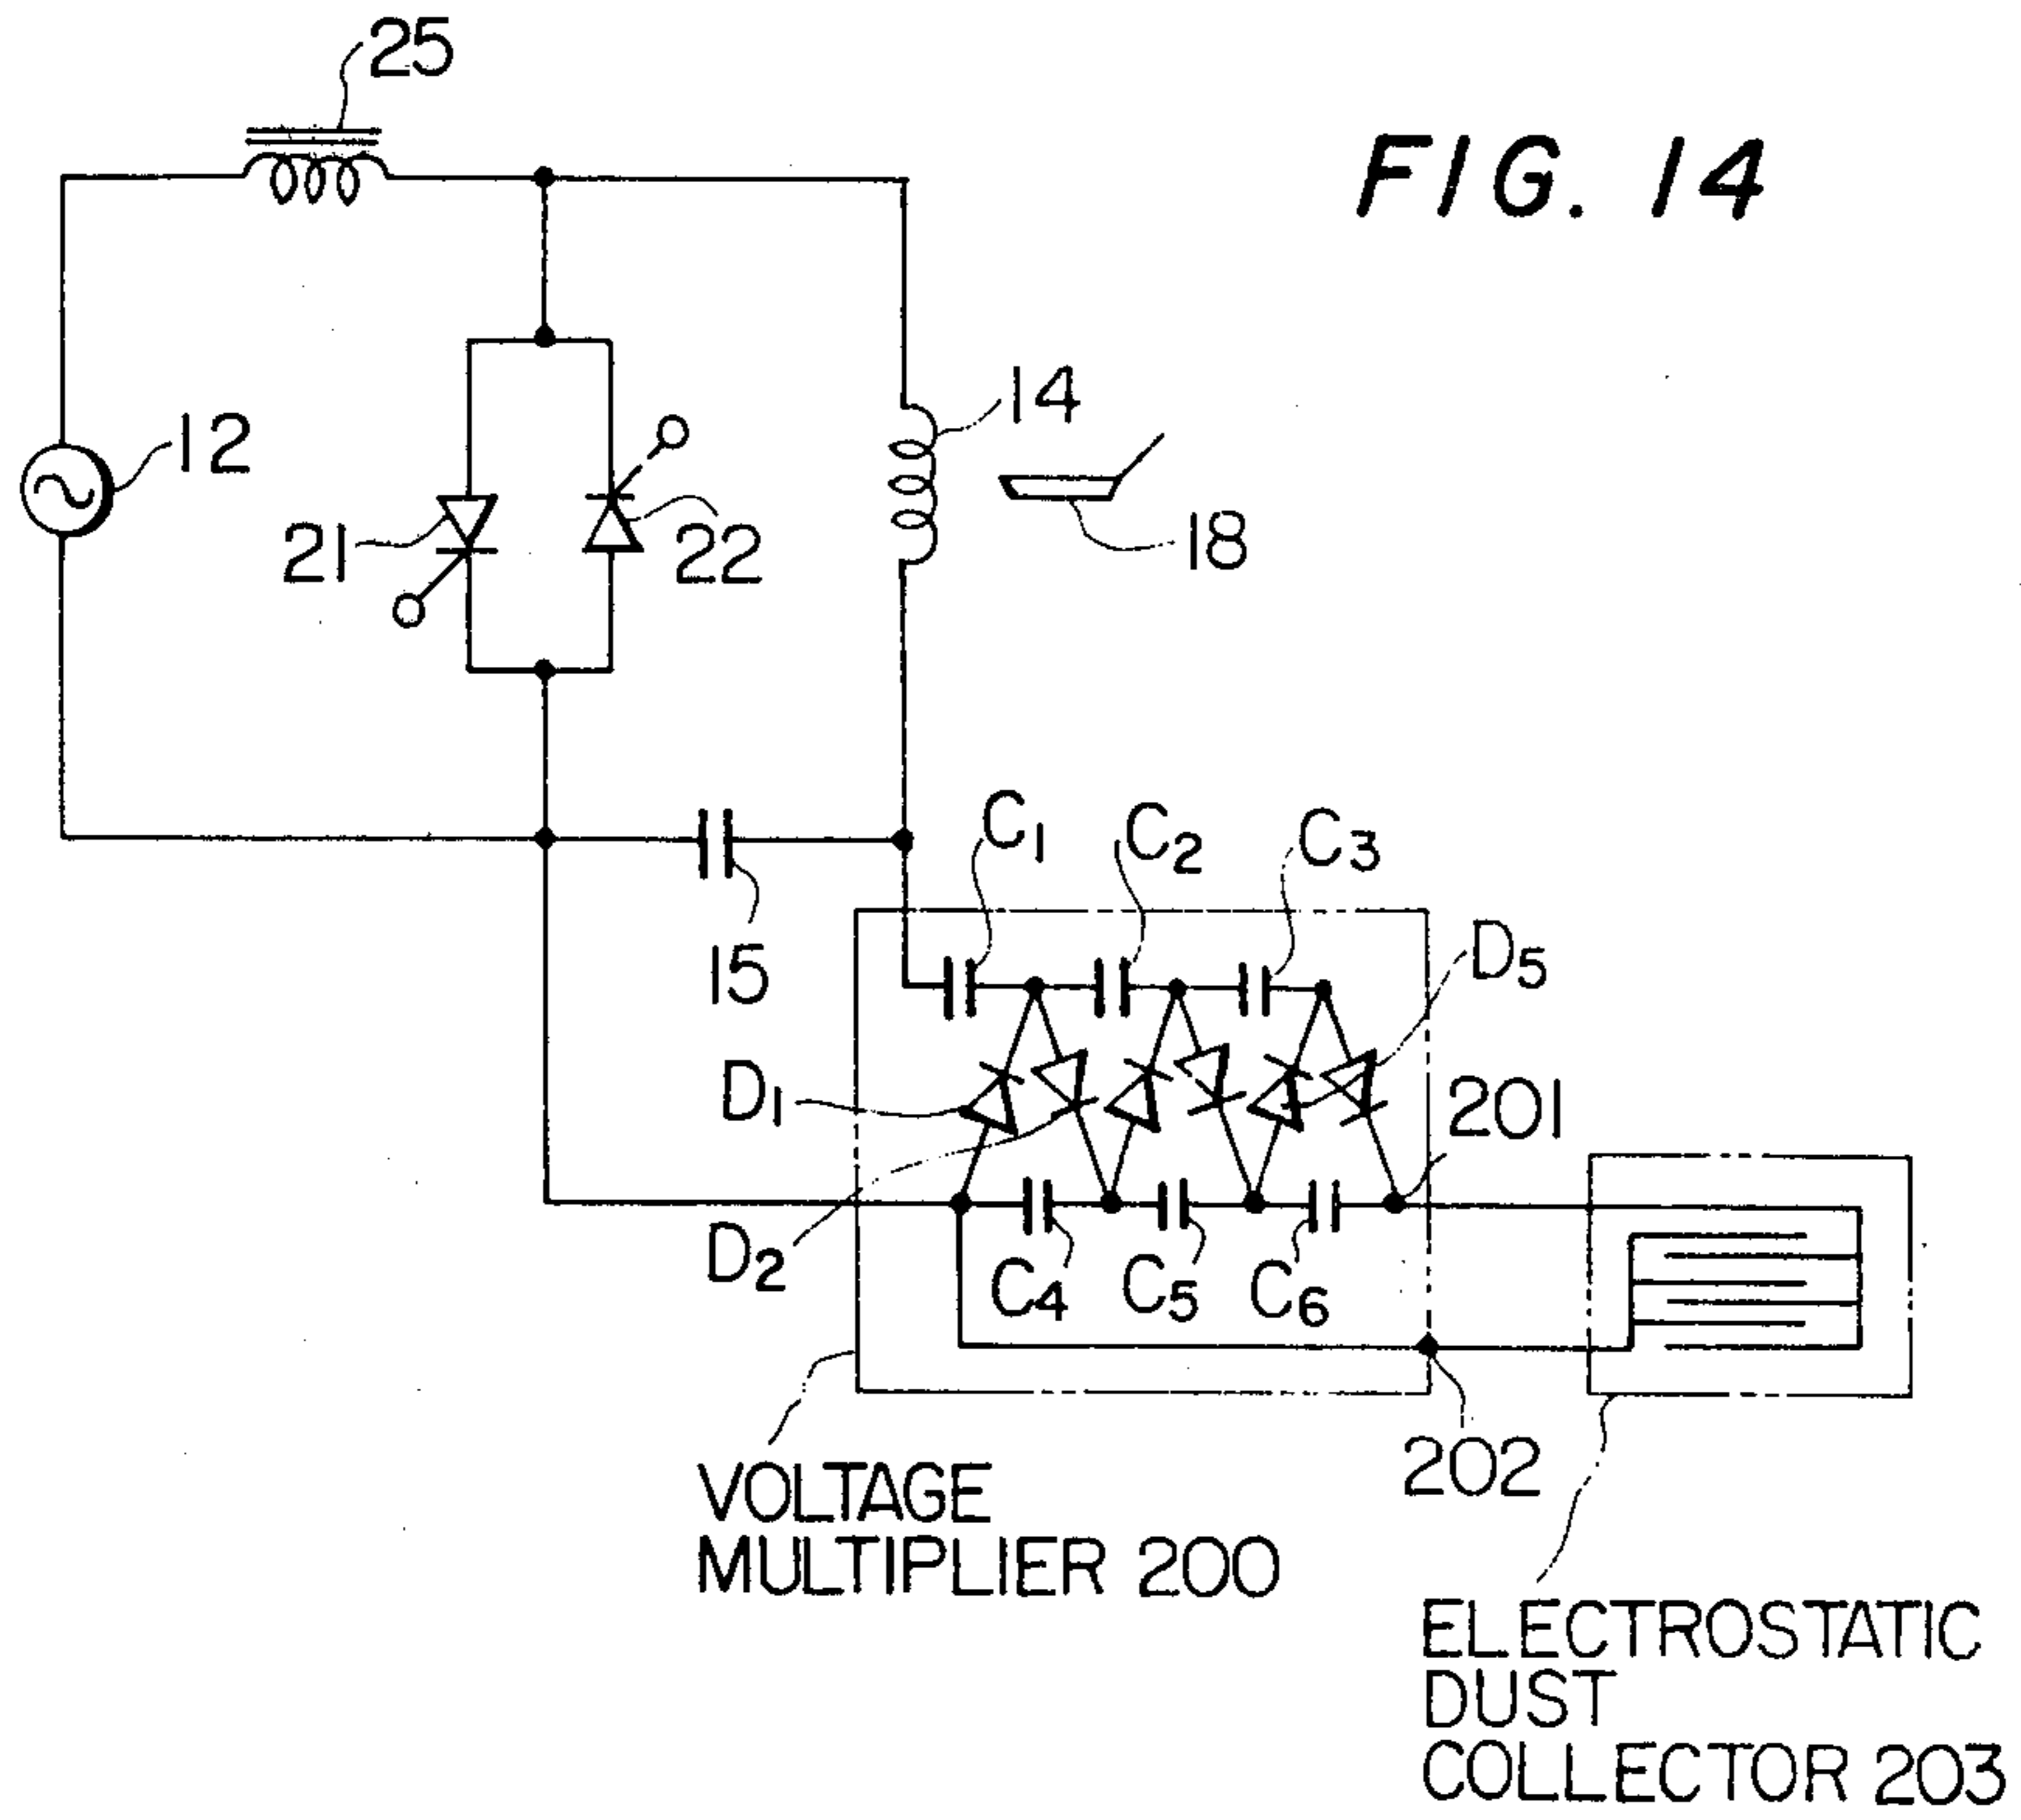 25
FIG. 14
12
14
21
22
18
C1
C2
C3
15
D5
D1
201
D2
C4
C5
C6
202
VOLTAGE
MULTIPLIER 200
ELECTROSTATIC
DUST
COLLECTOR 203